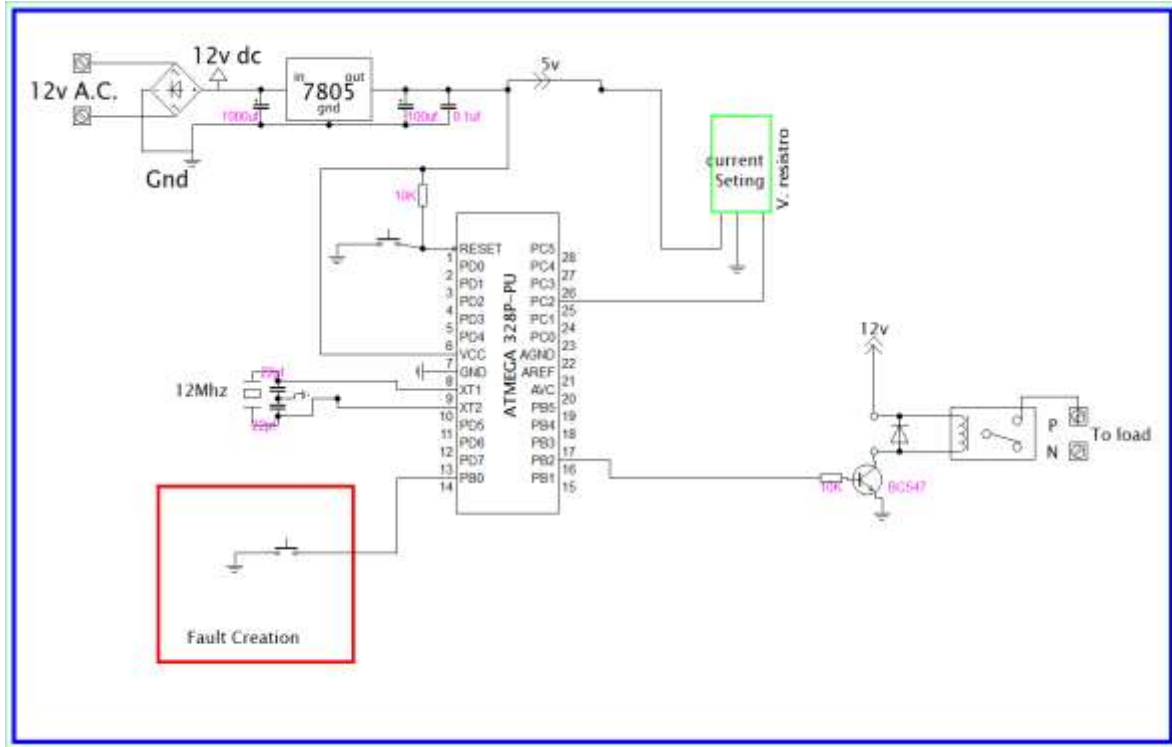 12v dc
12v A.C.
Gnd
in
out
7805
gnd
1000uf
100uf
0.1uf
5v
current
Seting
V. resistro
10K
ATMEGA 328P-PU
RESET
PD0
PD1
PD2
PD3
PD4
VCC
GND
XT1
XT2
PD5
PD6
PD7
PB0
1
2
3
4
5
6
7
8
9
10
11
12
13
14
PC5
PC4
PC3
PC2
PC1
PC0
AGND
AREF
AVC
PB5
PB4
PB3
PB2
PB1
28
27
26
25
24
23
22
21
20
19
18
17
16
15
12Mhz
22pf
22pf
12v
P
N
To load
10K
BC547
Fault Creation